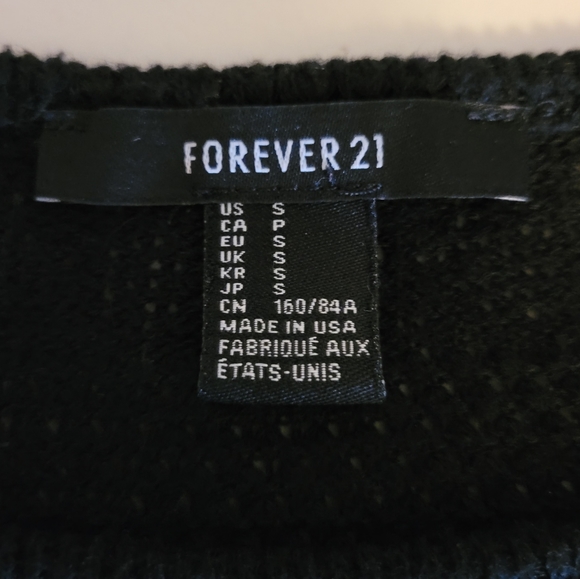 FOREVER 21
US S
CA P
EU S
UK S
KR S
JP S
CN 160/84A
MADE IN USA
FABRIQUÉ AUX
ÉTATS-UNIS